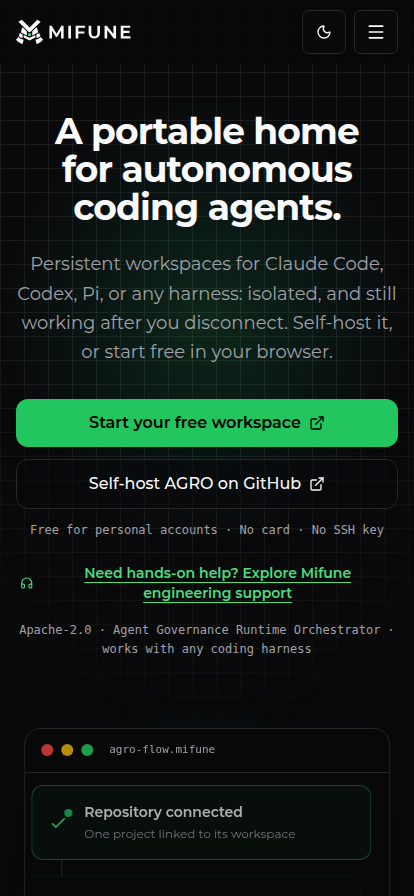 MIFUNE
A portable home
for autonomous
coding agents.
Persistent workspaces for Claude Code,
Codex, Pi, or any harness: isolated, and still
working after you disconnect. Self-host it,
or start free in your browser.
Start your free workspace
Self-host AGRO on GitHub
Free for personal accounts · No card · No SSH key
Need hands-on help? Explore Mifune
engineering support
Apache-2.0 · Agent Governance Runtime Orchestrator ·
works with any coding harness
agro-flow.mifune
Repository connected
One project linked to its workspace